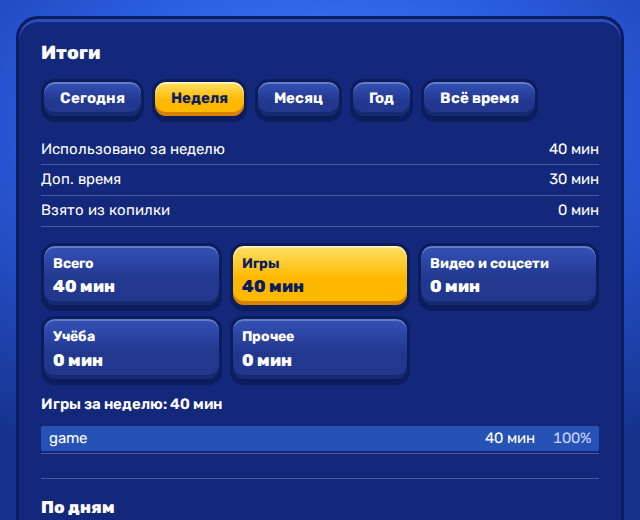 Итоги
Сегодня Неделя Месяц Год Всё время
Использовано за неделю 40 мин
Доп. время 30 мин
Взято из копилки 0 мин
Всего Игры Видео и соцсети
40 мин 40 мин 0 мин
Учёба Прочее
0 мин 0 мин
Игры за неделю: 40 мин
game 40 мин 100%
По дням